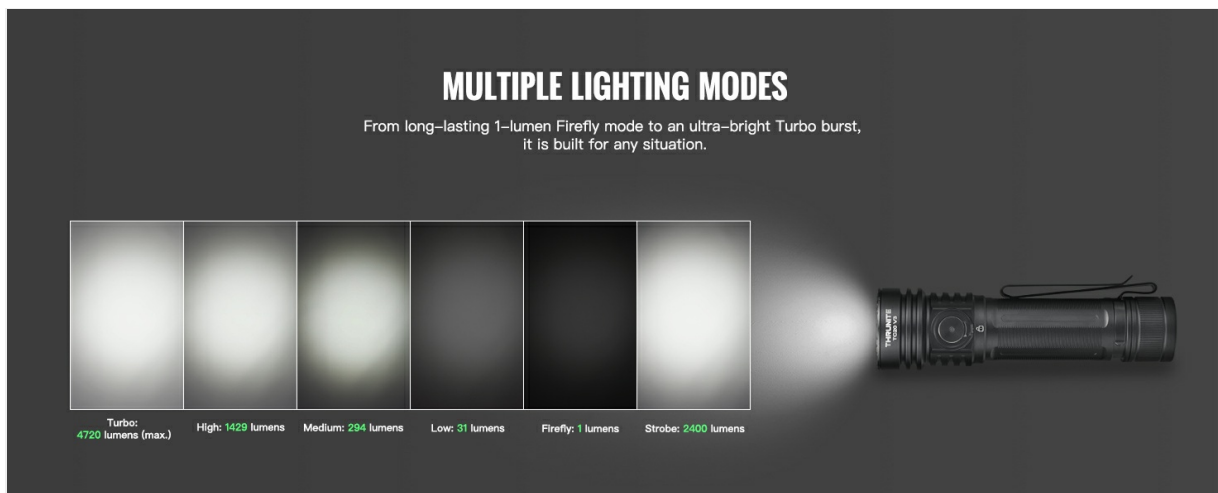 MULTIPLE LIGHTING MODES
From long-lasting 1-lumen Firefly mode to an ultra-bright Turbo burst,
it is built for any situation.
Turbo:
4720 lumens (max.)
High: 1429 lumens
Medium: 294 lumens
Low: 31 lumens
Firefly: 1 lumens
Strobe: 2400 lumens
THRUNITE
TC20 V3